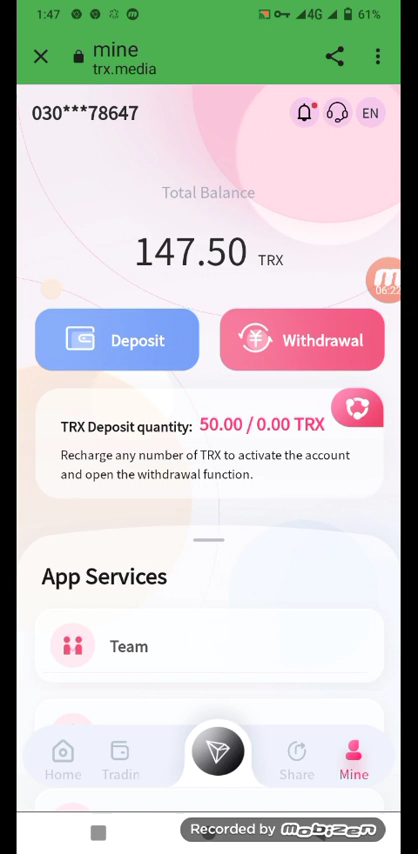 1:47
4G 61%
mine
trx.media
030***78647
EN
Total Balance
147.50 TRX
06:22
Deposit
Withdrawal
TRX Deposit quantity: 50.00 / 0.00 TRX
Recharge any number of TRX to activate the account
and open the withdrawal function.
App Services
Team
Home
Tradin
Share
Mine
Recorded by mobizen